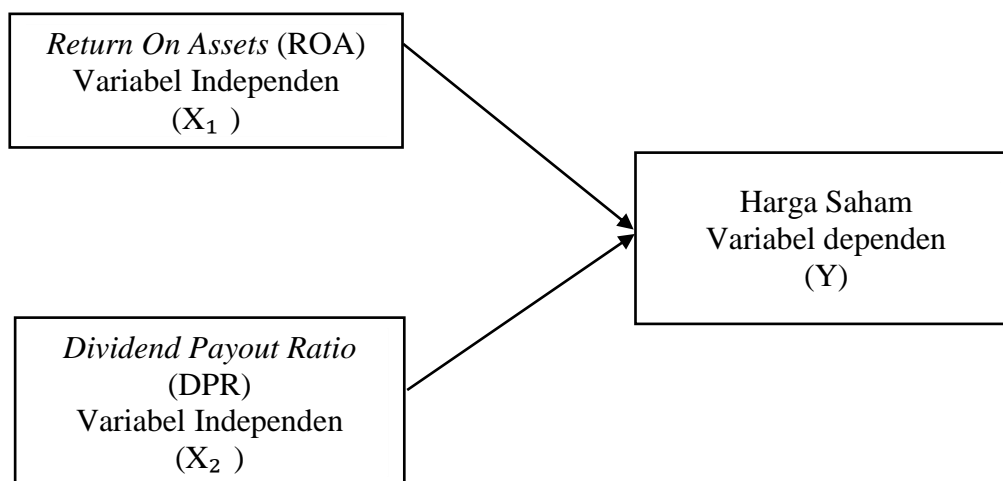 Return On Assets (ROA)
Variabel Independen
(X₁ )
Harga Saham
Variabel dependen
(Y)
Dividend Payout Ratio
(DPR)
Variabel Independen
(X₂ )